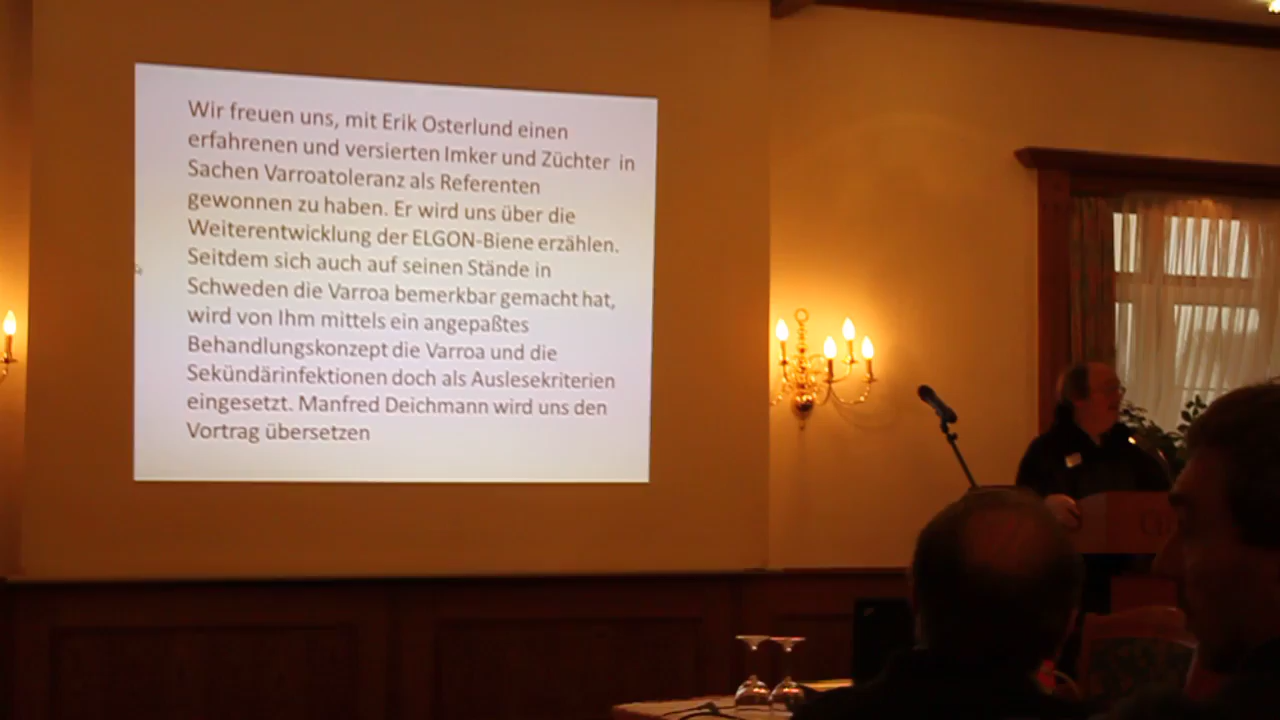 Wir freuen uns, mit Erik Osterlund einen
erfahrenen und versierten Imker und Züchter in
Sachen Varroatoleranz als Referenten
gewonnen zu haben. Er wird uns über die
Weiterentwicklung der ELGON-Biene erzählen.
Seitdem sich auch auf seinen Stände in
Schweden die Varroa bemerkbar gemacht hat,
wird von Ihm mittels ein angepaßtes
Behandlungskonzept die Varroa und die
Sekündärinfektionen doch als Auslesekriterien
eingesetzt. Manfred Deichmann wird uns den
Vortrag übersetzen